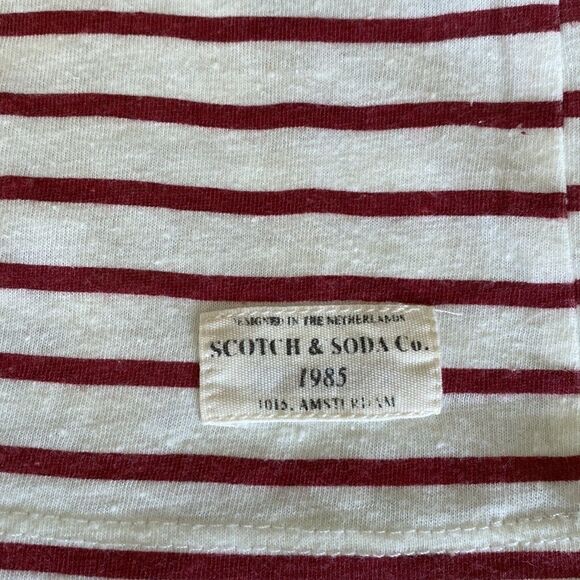 DESIGNED IN THE NETHERLANDS
SCOTCH & SODA Co.
1985
1015, AMSTERDAM